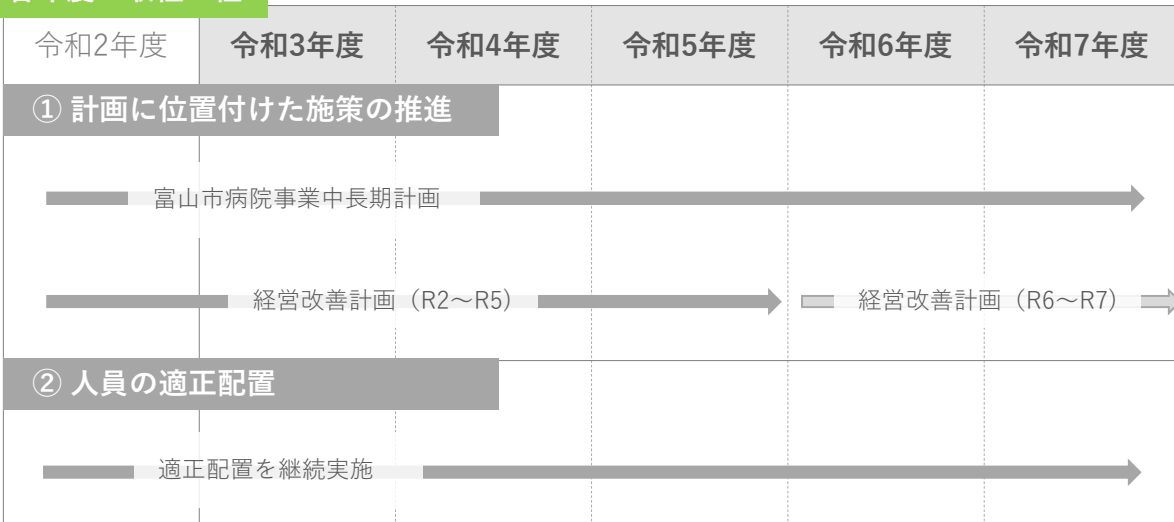 令和2年度 令和3年度 令和4年度 令和5年度 令和6年度 令和7年度
① 計画に位置付けた施策の推進
富山市病院事業中長期計画
経営改善計画（R2～R5） 経営改善計画（R6～R7）
② 人員の適正配置
適正配置を継続実施